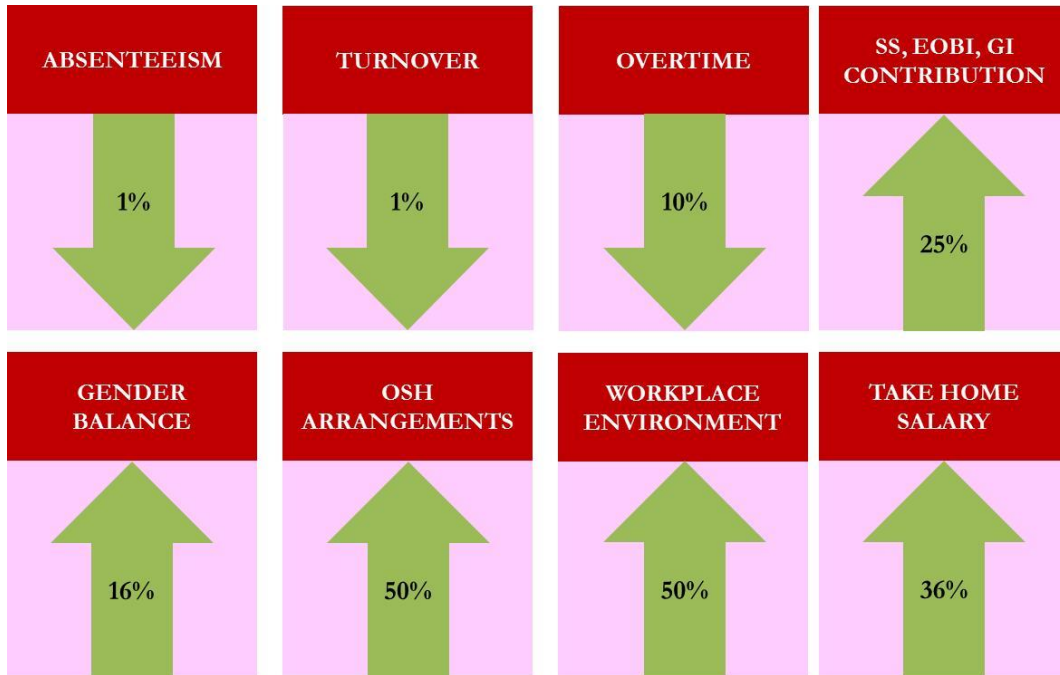 ABSENTEEISM
TURNOVER
OVERTIME
SS, EOBI, GI
CONTRIBUTION
1%
1%
10%
25%
GENDER
BALANCE
OSH
ARRANGEMENTS
WORKPLACE
ENVIRONMENT
TAKE HOME
SALARY
16%
50%
50%
36%